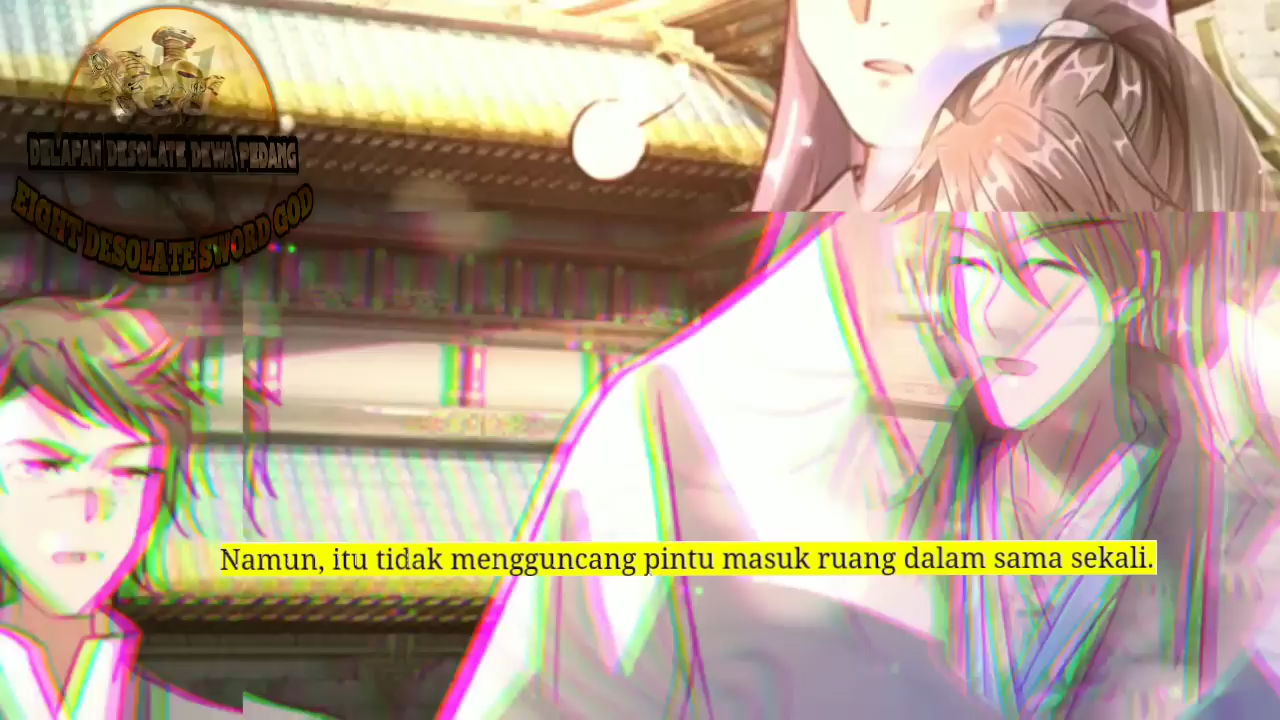 DELAPAN DESOLATE DEWA PEDANG
EIGHT DESOLATE SWORD GOD
Namun, itu tidak mengguncang pintu masuk ruang dalam sama sekali.